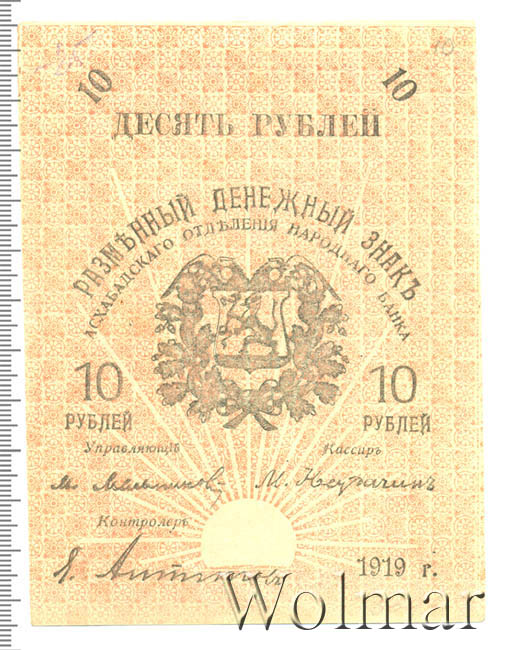 10
10 10
ДЕСЯТЬ РУБЛЕЙ
РАЗМѢННЫЙ ДЕНЕЖНЫЙ ЗНАКЪ
АСХАБАДСКАГО ОТДѢЛЕНІЯ НАРОДНАГО БАНКА
10 10
РУБЛЕЙ РУБЛЕЙ
Управляющій Кассиръ
Контролеръ
1919 г.
Wolmar